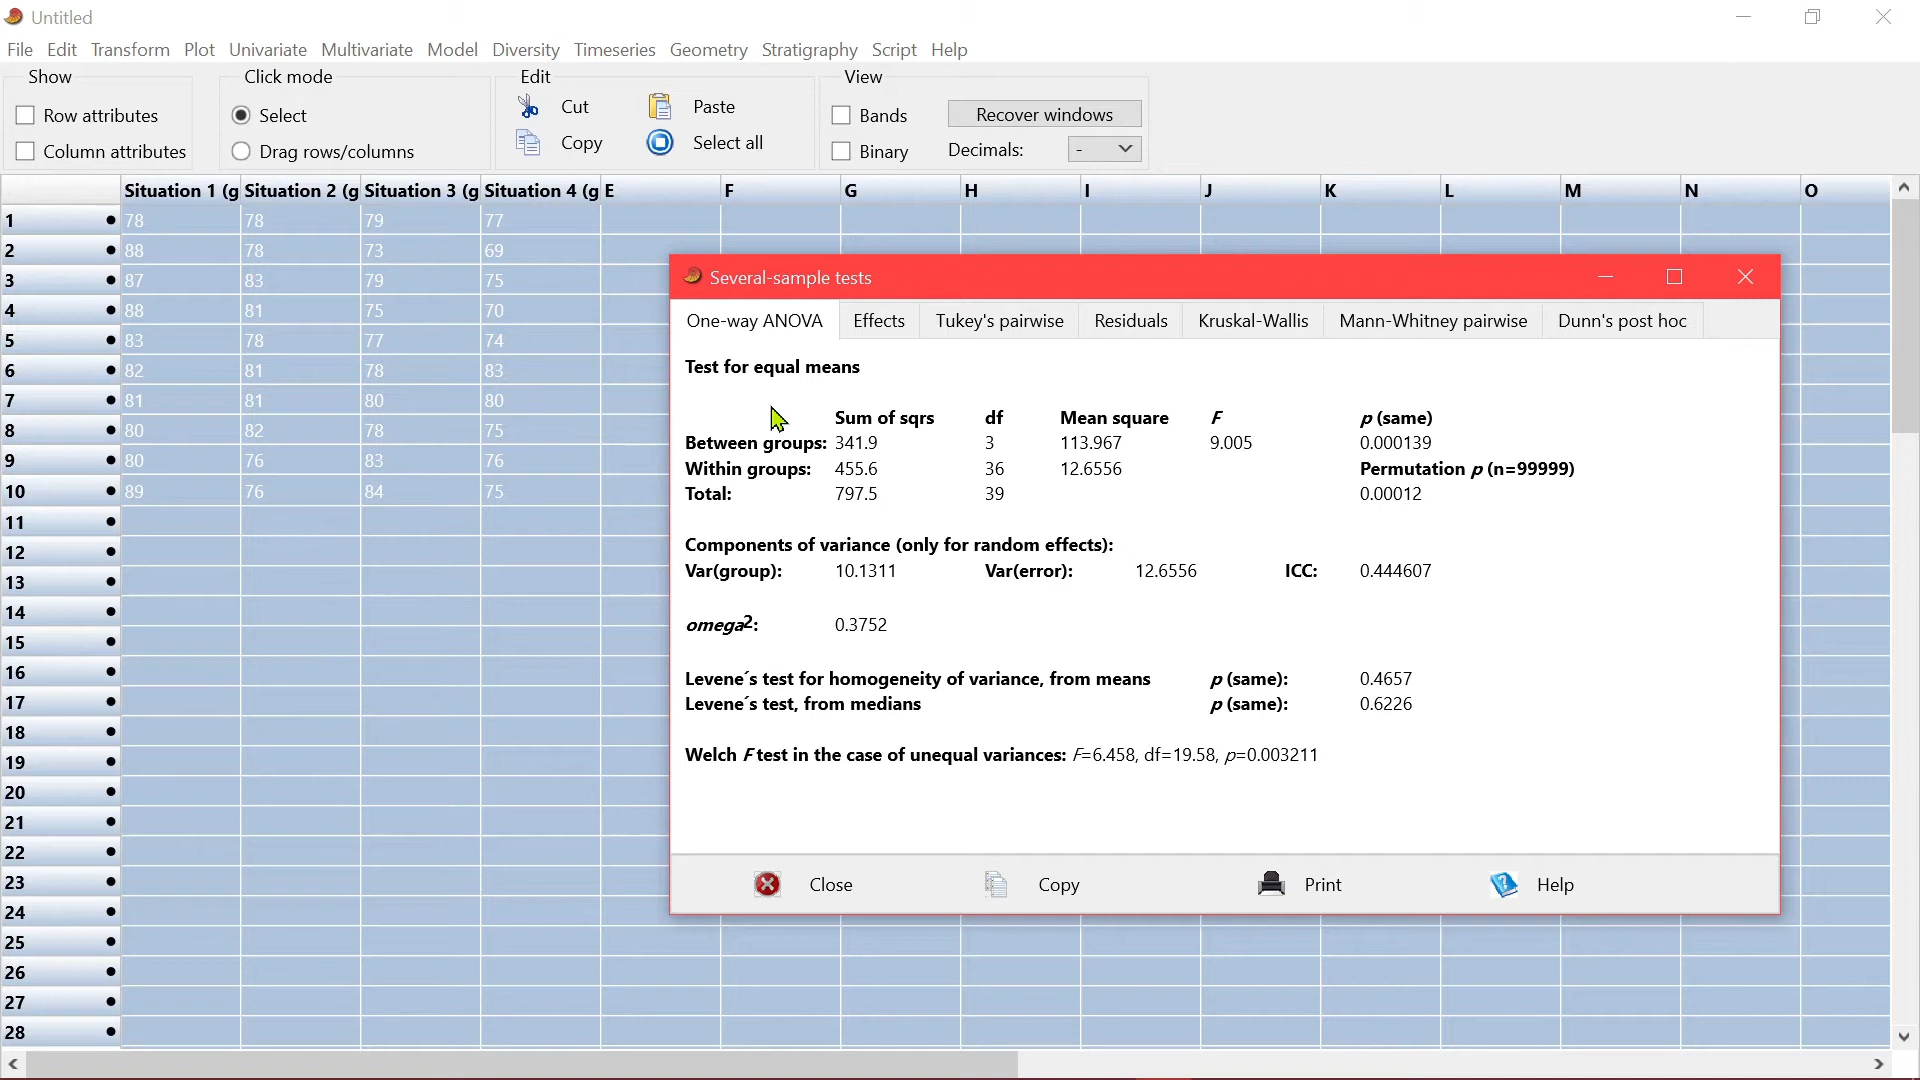 Untitled
File Edit Transform Plot Univariate Multivariate Model Diversity Timeseries Geometry Stratigraphy Script Help
Show Click mode Edit View
Row attributes Select Cut Paste Bands Recover windows
Column attributes Drag rows/columns Copy Select all Binary Decimals: -
Situation 1 (g Situation 2 (g Situation 3 (g Situation 4 (g E F G H I J K L M N O
1 • 78 78 79 77
2 • 88 78 73 69
3 • 87 83 79 75
4 • 88 81 75 70
5 • 83 78 77 74
6 • 82 81 78 83
7 • 81 81 80 80
8 • 80 82 78 75
9 • 80 76 83 76
10 • 89 76 84 75
11 •
12 •
13 •
14 •
15 •
16 •
17 •
18 •
19 •
20 •
21 •
22 •
23 •
24 •
25 •
26 •
27 •
28 •
Several-sample tests
One-way ANOVA Effects Tukey's pairwise Residuals Kruskal-Wallis Mann-Whitney pairwise Dunn's post hoc
Test for equal means
Sum of sqrs df Mean square F p (same)
Between groups: 341.9 3 113.967 9.005 0.000139
Within groups: 455.6 36 12.6556 Permutation p (n=99999)
Total: 797.5 39 0.00012
Components of variance (only for random effects):
Var(group): 10.1311 Var(error): 12.6556 ICC: 0.444607
omega2: 0.3752
Levene´s test for homogeneity of variance, from means p (same): 0.4657
Levene´s test, from medians p (same): 0.6226
Welch F test in the case of unequal variances: F=6.458, df=19.58, p=0.003211
Close Copy Print Help